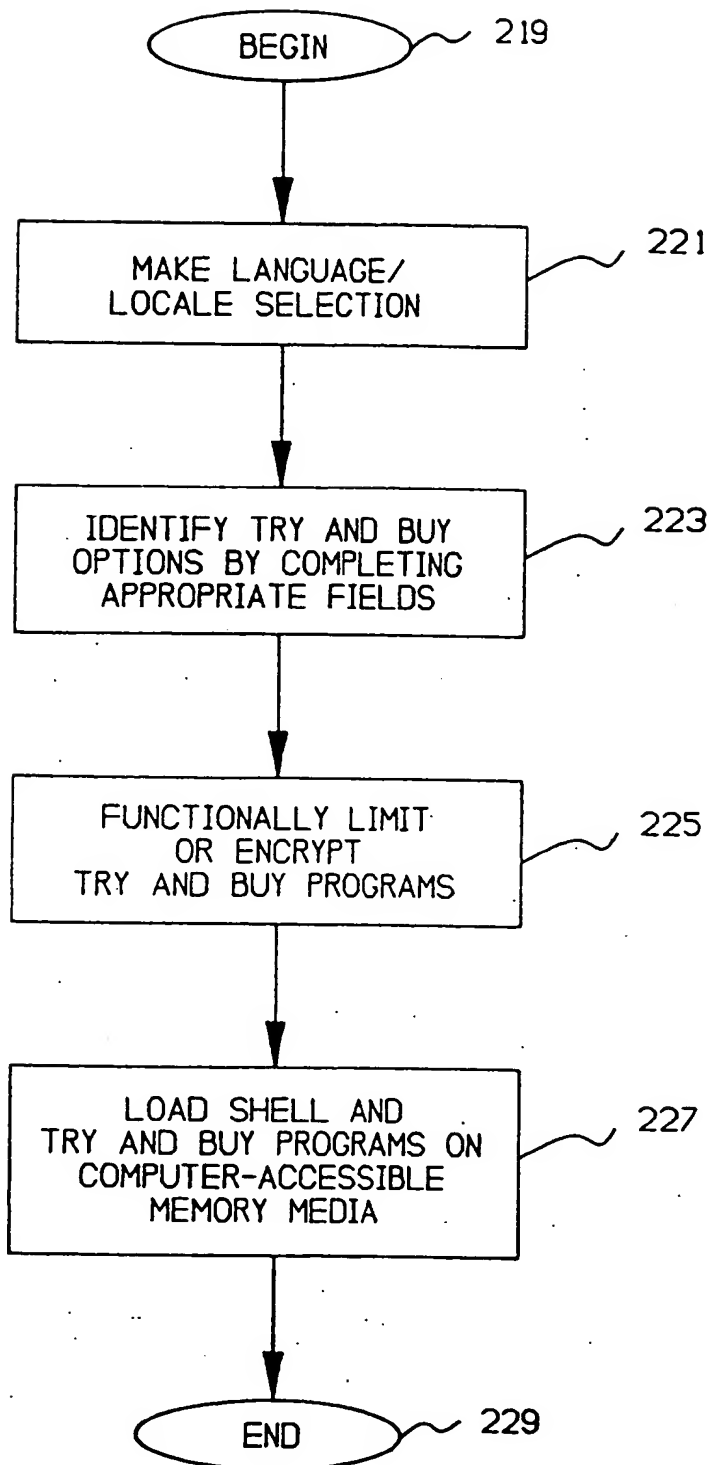 BEGIN
219
MAKE LANGUAGE/
LOCALE SELECTION
221
IDENTIFY TRY AND BUY
OPTIONS BY COMPLETING
APPROPRIATE FIELDS
223
FUNCTIONALLY LIMIT
OR ENCRYPT
TRY AND BUY PROGRAMS
225
LOAD SHELL AND
TRY AND BUY PROGRAMS ON
COMPUTER-ACCESSIBLE
MEMORY MEDIA
227
END
229